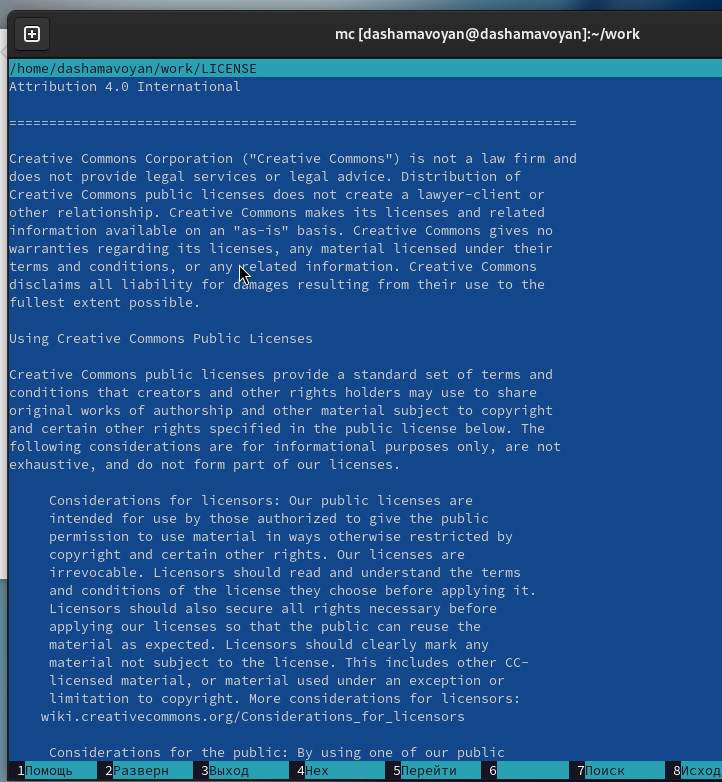 mc [dashamavoyan@dashamavoyan]:~/work
/home/dashamavoyan/work/LICENSE
Attribution 4.0 International
=======================================================================
Creative Commons Corporation ("Creative Commons") is not a law firm and
does not provide legal services or legal advice. Distribution of
Creative Commons public licenses does not create a lawyer-client or
other relationship. Creative Commons makes its licenses and related
information available on an "as-is" basis. Creative Commons gives no
warranties regarding its licenses, any material licensed under their
terms and conditions, or any related information. Creative Commons
disclaims all liability for damages resulting from their use to the
fullest extent possible.
Using Creative Commons Public Licenses
Creative Commons public licenses provide a standard set of terms and
conditions that creators and other rights holders may use to share
original works of authorship and other material subject to copyright
and certain other rights specified in the public license below. The
following considerations are for informational purposes only, are not
exhaustive, and do not form part of our licenses.
Considerations for licensors: Our public licenses are
intended for use by those authorized to give the public
permission to use material in ways otherwise restricted by
copyright and certain other rights. Our licenses are
irrevocable. Licensors should read and understand the terms
and conditions of the license they choose before applying it.
Licensors should also secure all rights necessary before
applying our licenses so that the public can reuse the
material as expected. Licensors should clearly mark any
material not subject to the license. This includes other CC-
licensed material, or material used under an exception or
limitation to copyright. More considerations for licensors:
wiki.creativecommons.org/Considerations_for_licensors
Considerations for the public: By using one of our public
1Помощь 2Разверн 3Выход 4Hex 5Перейти 6 7Поиск 8Исход